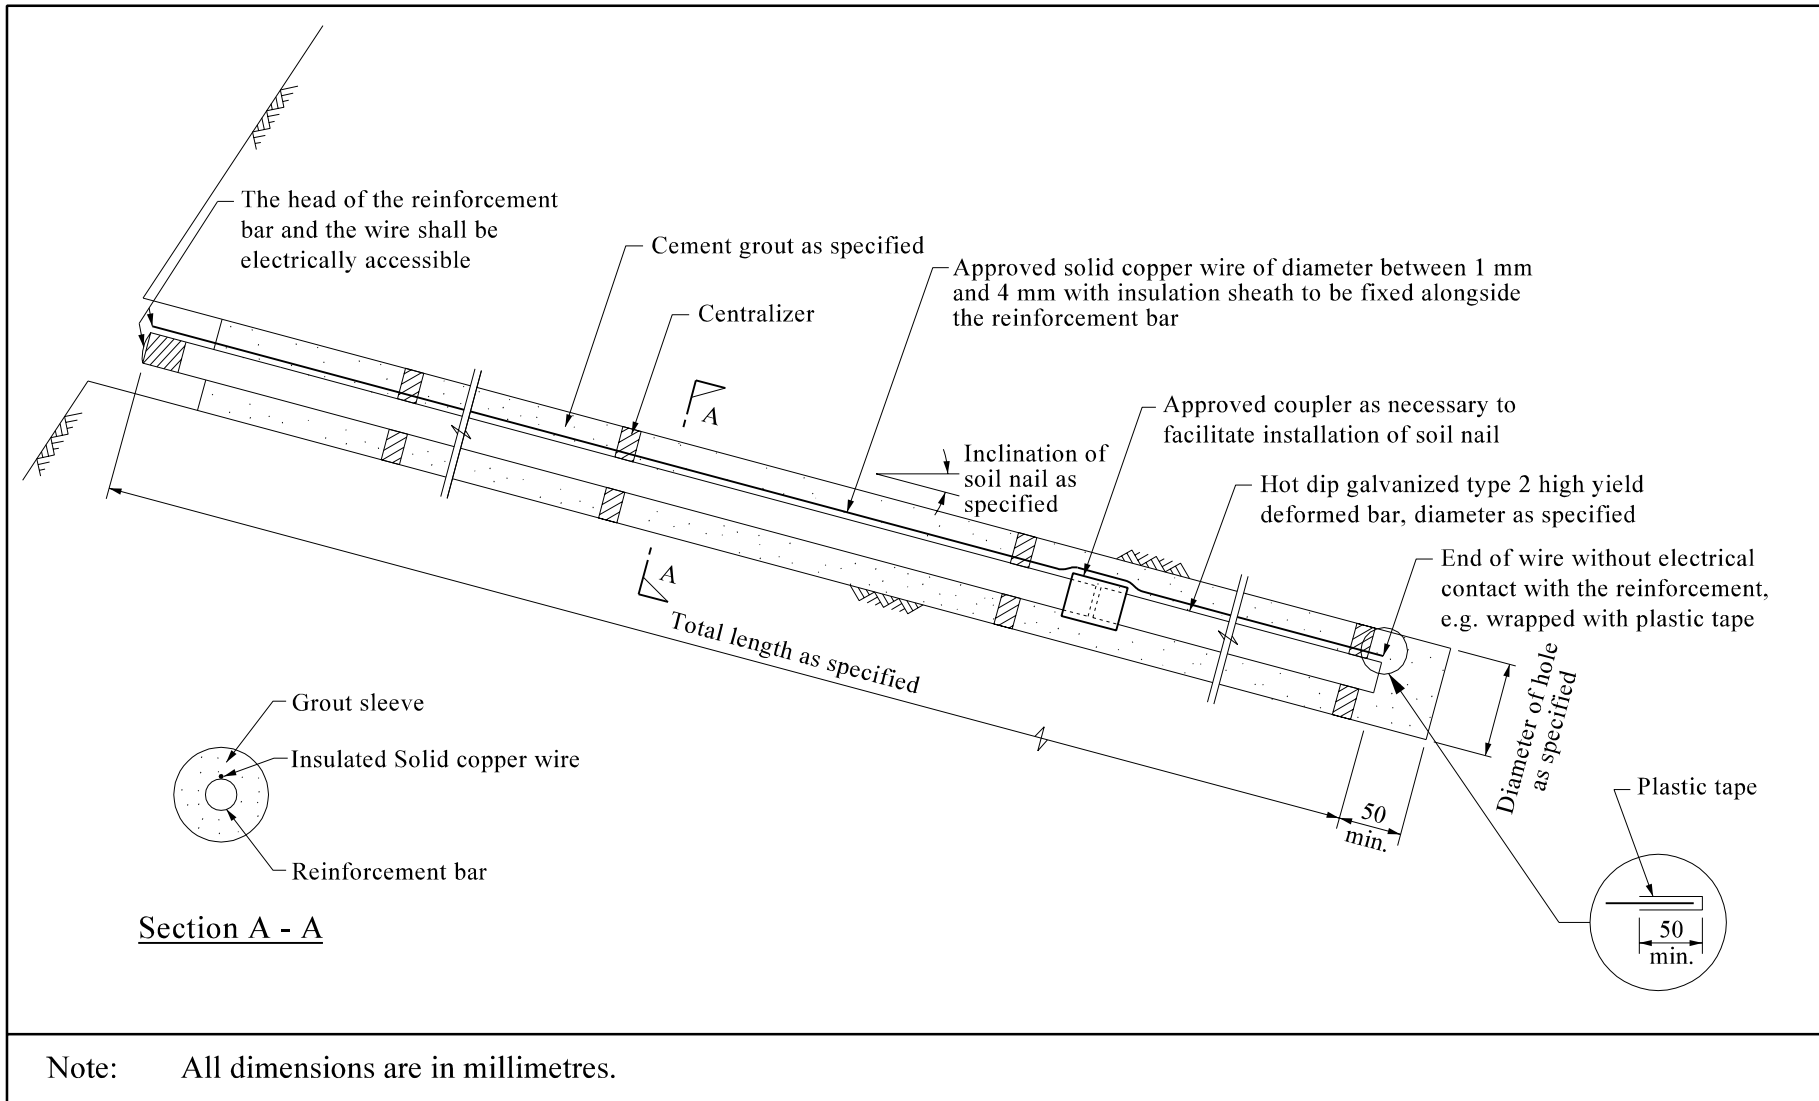 The head of the reinforcement
bar and the wire shall be
electrically accessible
Cement grout as specified
Centralizer
Approved solid copper wire of diameter between 1 mm
and 4 mm with insulation sheath to be fixed alongside
the reinforcement bar
A
Approved coupler as necessary to
facilitate installation of soil nail
Inclination of
soil nail as
specified
Hot dip galvanized type 2 high yield
deformed bar, diameter as specified
End of wire without electrical
contact with the reinforcement,
e.g. wrapped with plastic tape
A
Total length as specified
Diameter of hole
as specified
50
min.
Grout sleeve
Insulated Solid copper wire
Reinforcement bar
Section A - A
Plastic tape
50
min.
Note: All dimensions are in millimetres.